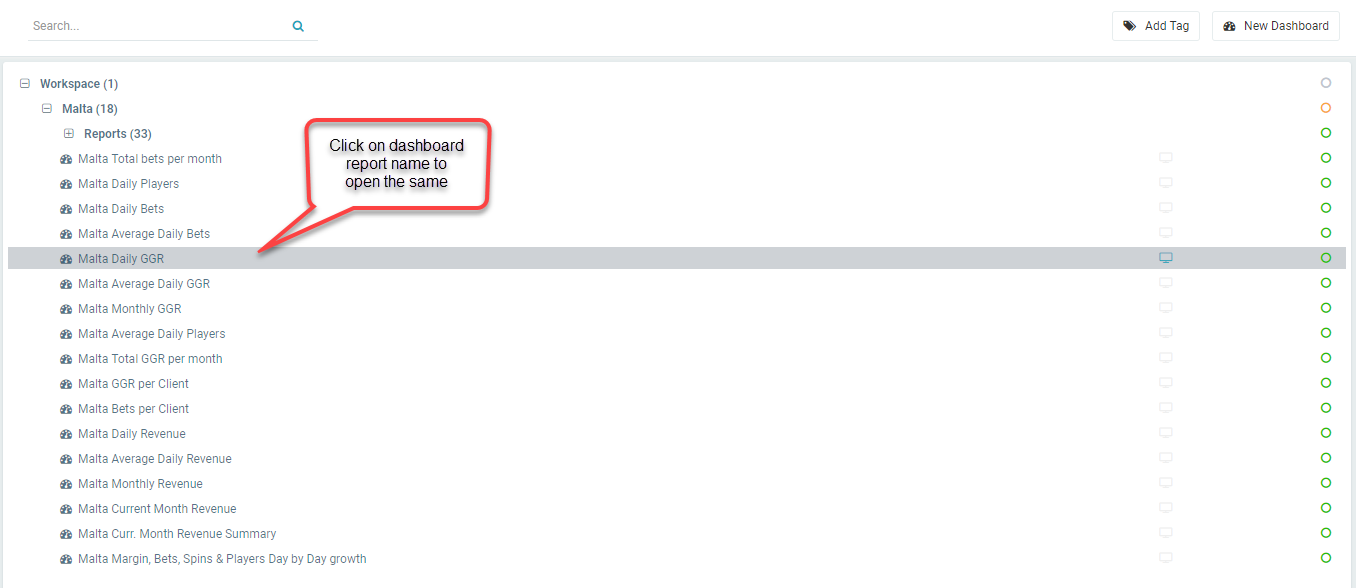 Search...
Add Tag
New Dashboard
Workspace (1)
Malta (18)
Reports (33)
Click on dashboard
report name to
open the same
Malta Total bets per month
Malta Daily Players
Malta Daily Bets
Malta Average Daily Bets
Malta Daily GGR
Malta Average Daily GGR
Malta Monthly GGR
Malta Average Daily Players
Malta Total GGR per month
Malta GGR per Client
Malta Bets per Client
Malta Daily Revenue
Malta Average Daily Revenue
Malta Monthly Revenue
Malta Current Month Revenue
Malta Curr. Month Revenue Summary
Malta Margin, Bets, Spins & Players Day by Day growth